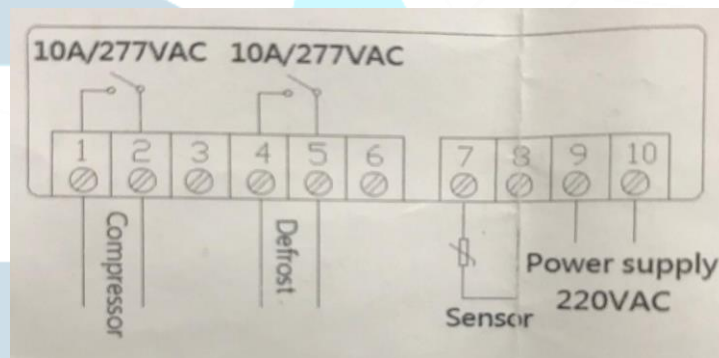 10A/277VAC 10A/277VAC
1 2 3 4 5 6 7 8 9 10
Compressor
Defrost
Sensor
Power supply
220VAC